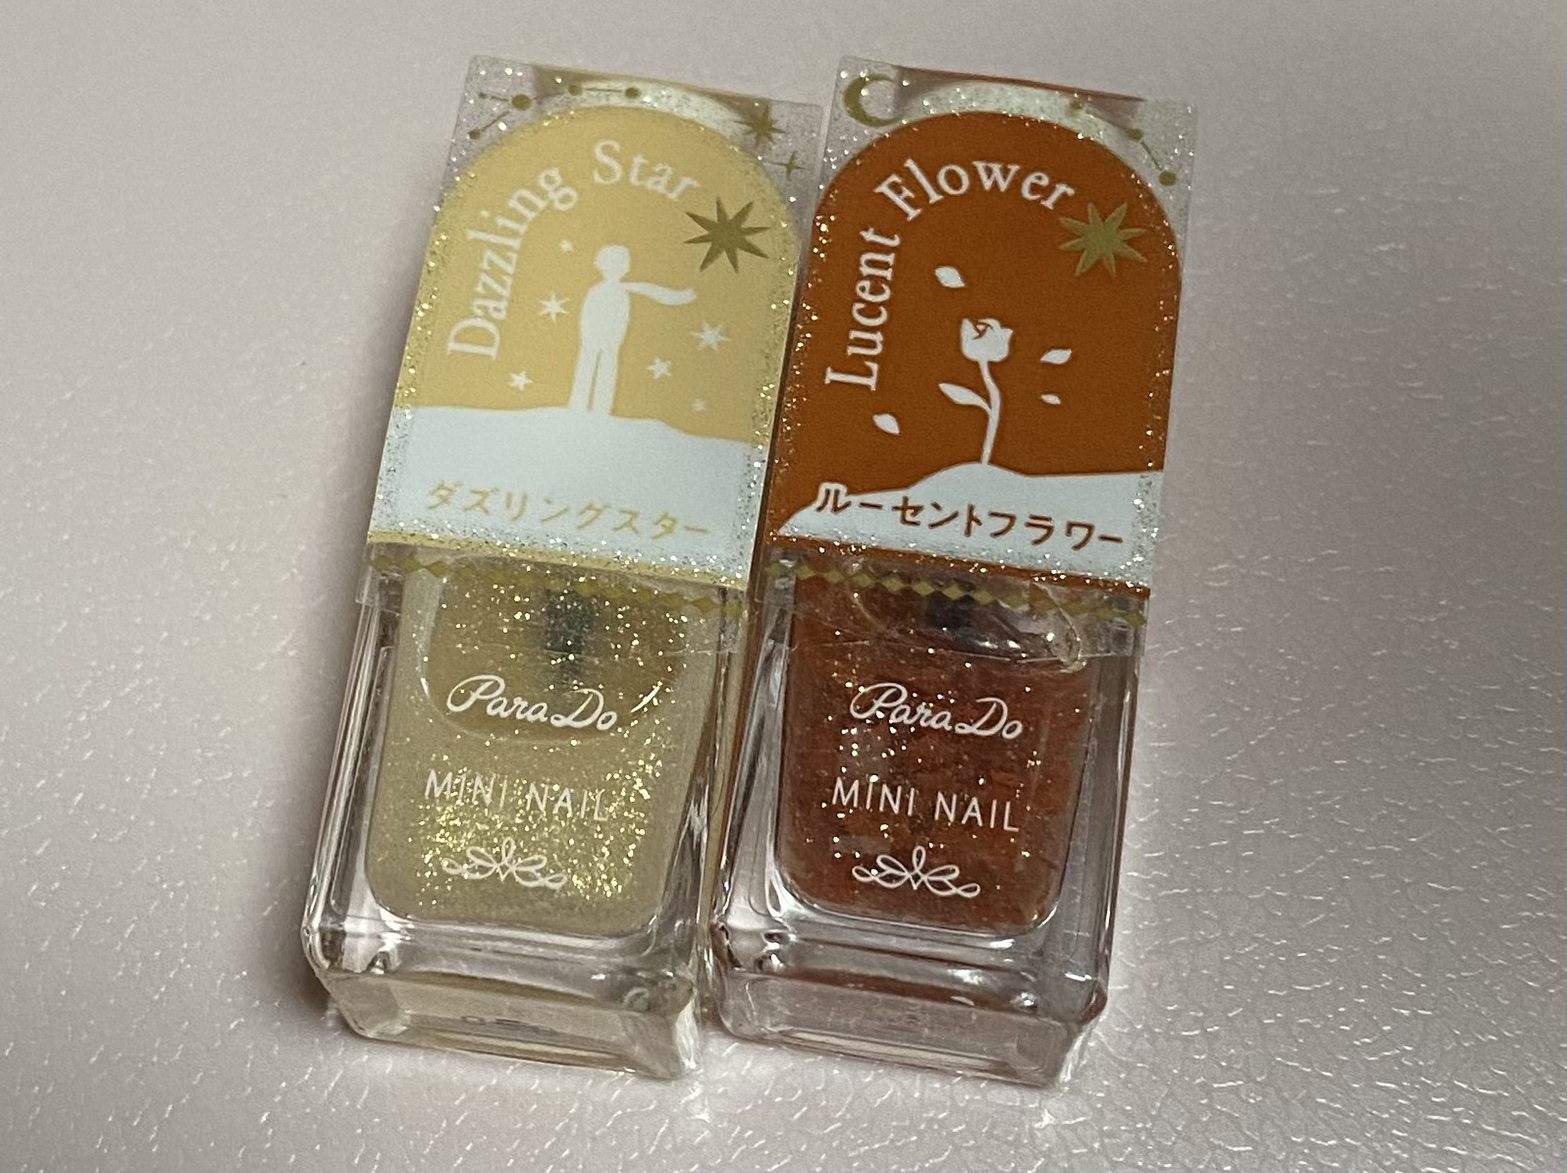 Dazzling Star
ダズリングスター
ParaDo
MINI NAIL
Lucent Flower
ルーセントフラワー
ParaDo
MINI NAIL